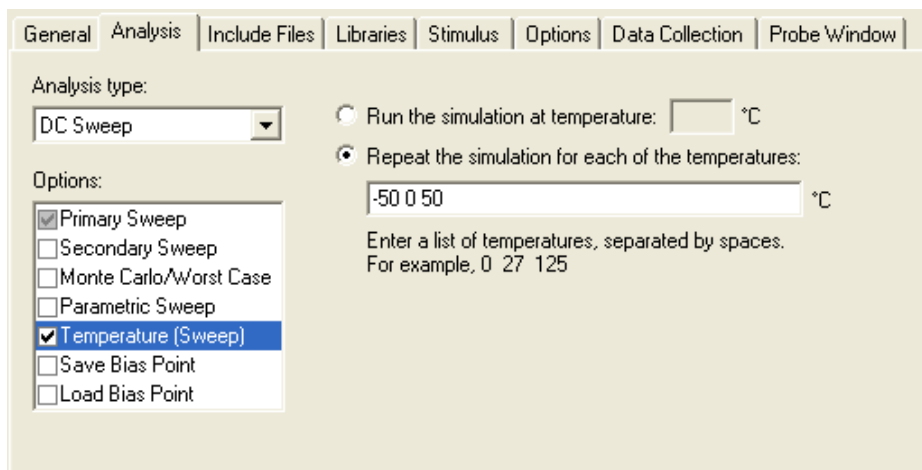 General Analysis Include Files Libraries Stimulus Options Data Collection Probe Window
Analysis type:
DC Sweep
Options:
Primary Sweep
Secondary Sweep
Monte Carlo/Worst Case
Parametric Sweep
Temperature (Sweep)
Save Bias Point
Load Bias Point
Run the simulation at temperature: °C
Repeat the simulation for each of the temperatures:
-50 0 50 °C
Enter a list of temperatures, separated by spaces.
For example, 0 27 125